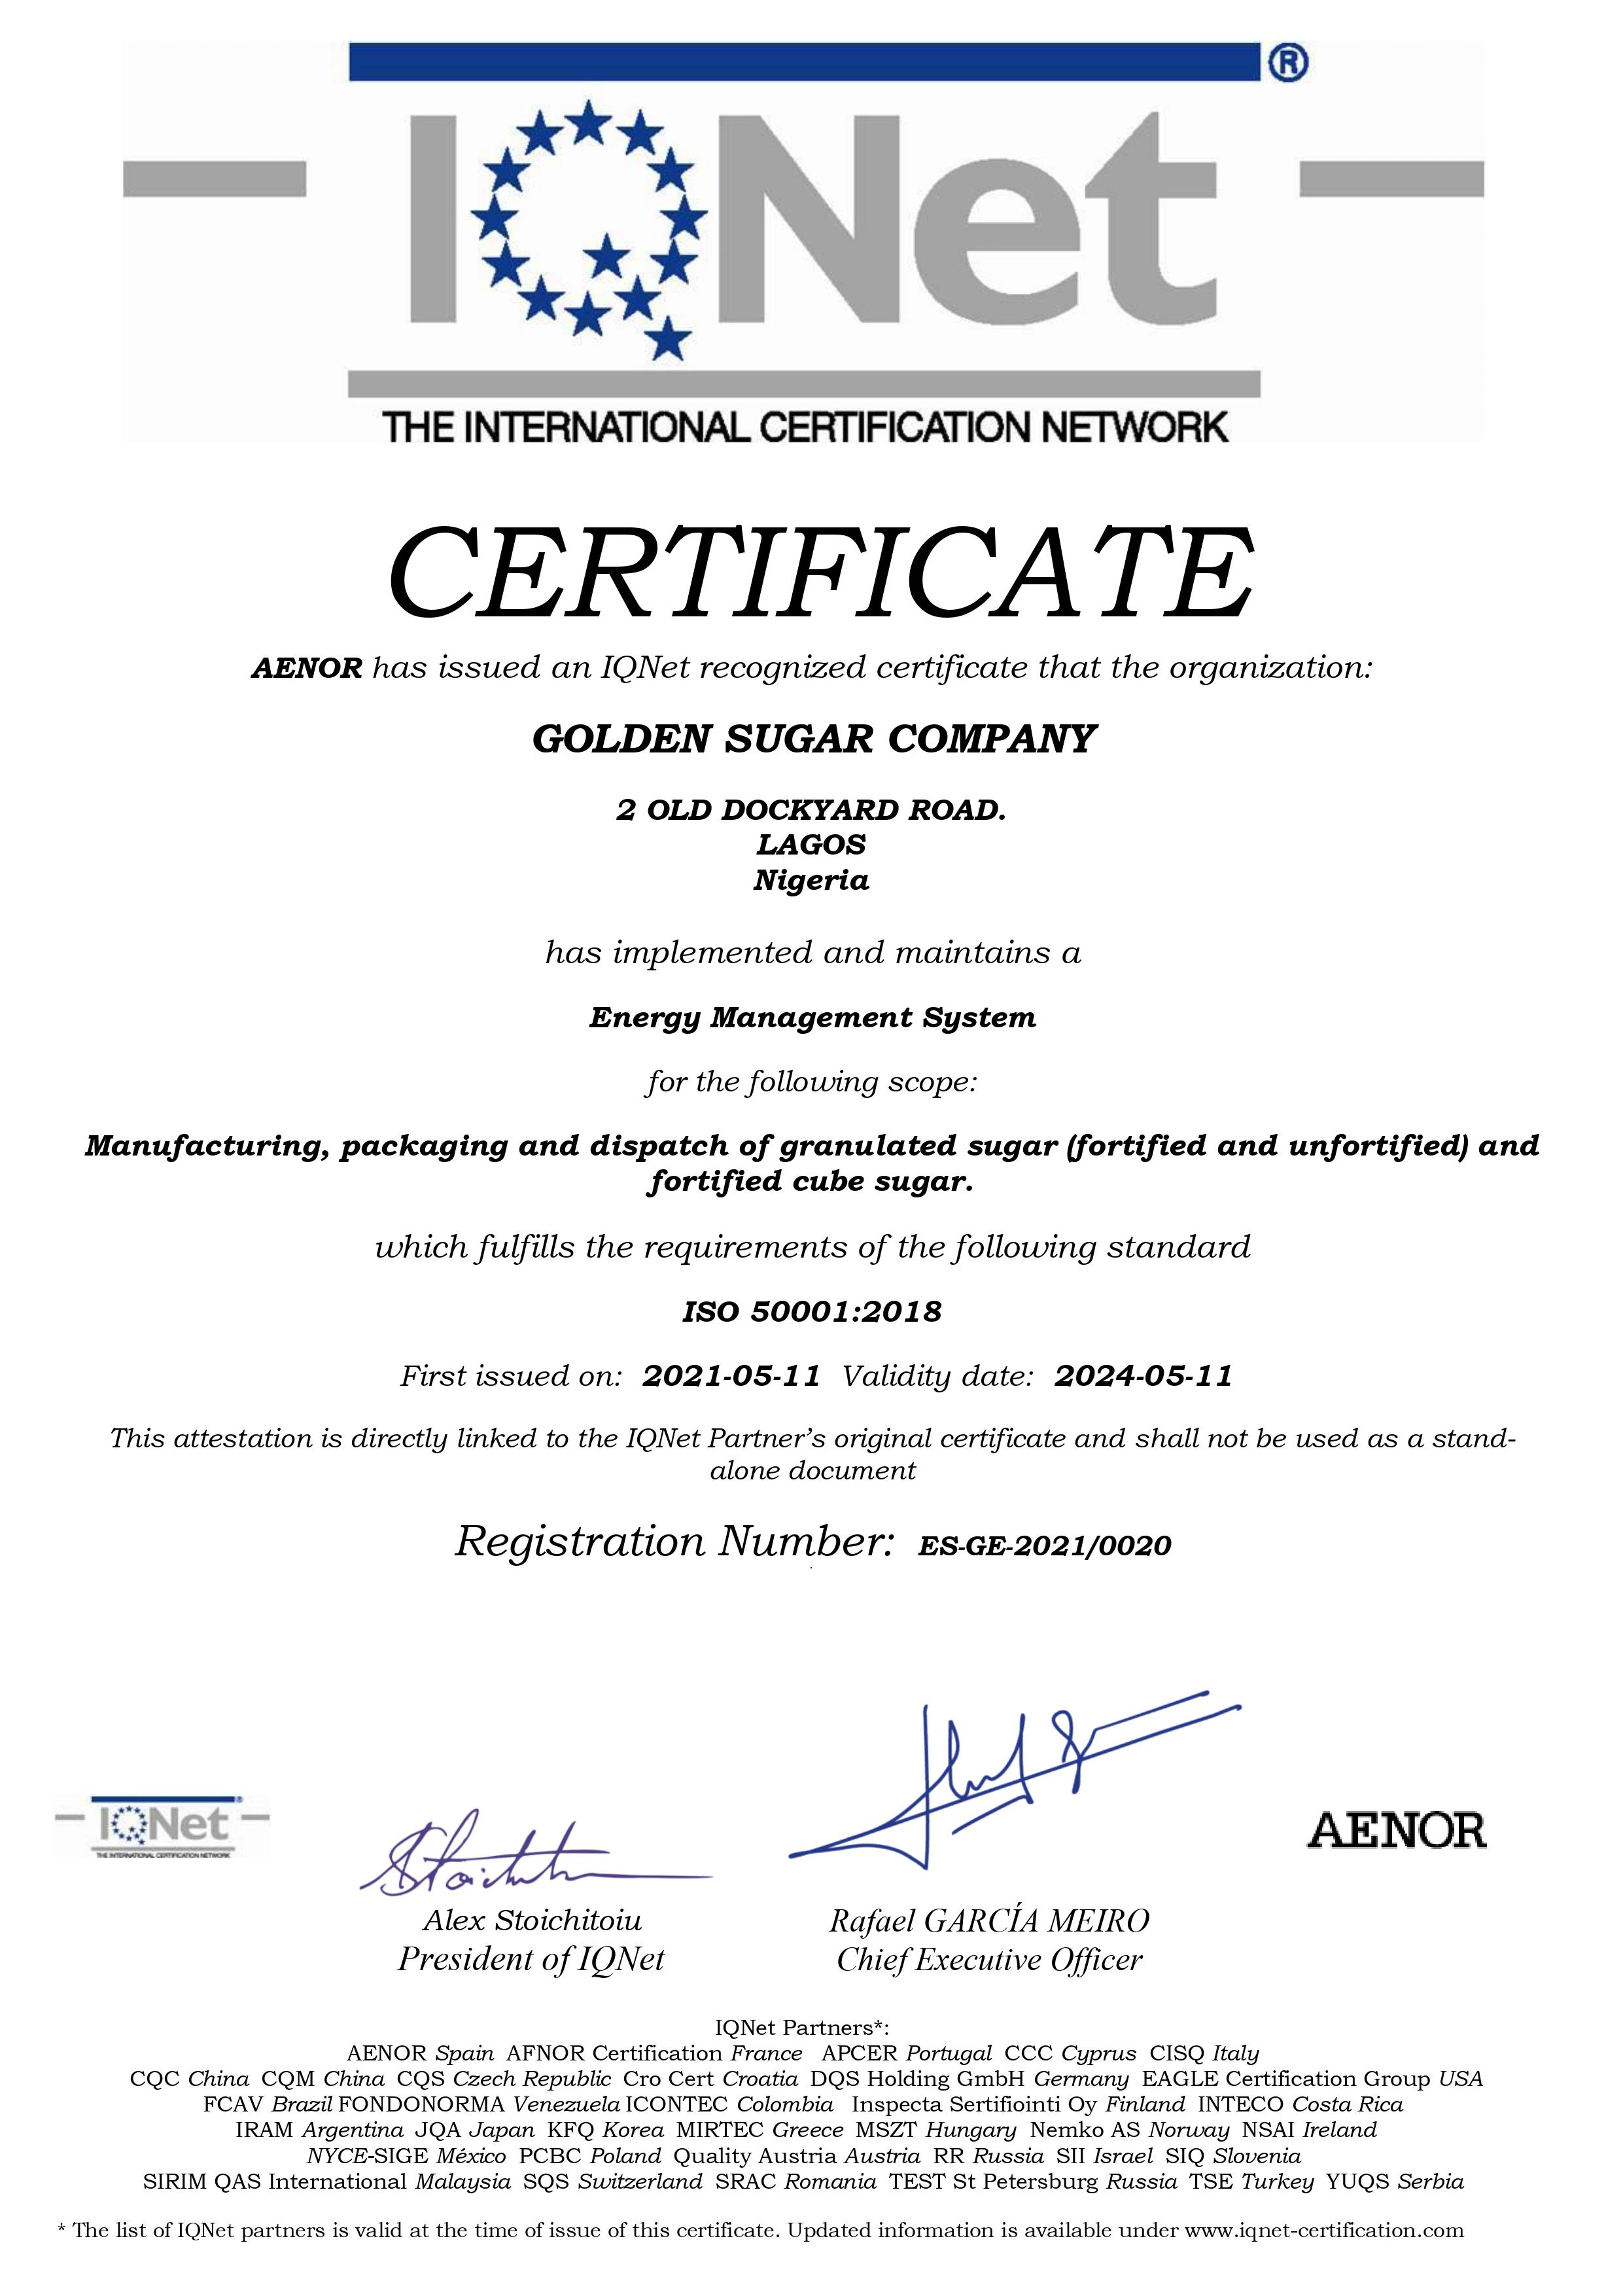 IQNet®
THE INTERNATIONAL CERTIFICATION NETWORK
CERTIFICATE
AENOR has issued an IQNet recognized certificate that the organization:
GOLDEN SUGAR COMPANY
2 OLD DOCKYARD ROAD.
LAGOS
Nigeria
has implemented and maintains a
Energy Management System
for the following scope:
Manufacturing, packaging and dispatch of granulated sugar (fortified and unfortified) and
fortified cube sugar.
which fulfills the requirements of the following standard
ISO 50001:2018
First issued on: 2021-05-11 Validity date: 2024-05-11
This attestation is directly linked to the IQNet Partner's original certificate and shall not be used as a stand-
alone document
Registration Number: ES-GE-2021/0020
IQNet®
THE INTERNATIONAL CERTIFICATION NETWORK
Stoichitoiu
AENOR
Alex Stoichitoiu
President of IQNet
Rafael GARCÍA MEIRO
Chief Executive Officer
IQNet Partners*:
AENOR Spain AFNOR Certification France APCER Portugal CCC Cyprus CISQ Italy
CQC China CQM China CQS Czech Republic Cro Cert Croatia DQS Holding GmbH Germany EAGLE Certification Group USA
FCAV Brazil FONDONORMA Venezuela ICONTEC Colombia Inspecta Sertifiointi Oy Finland INTECO Costa Rica
IRAM Argentina JQA Japan KFQ Korea MIRTEC Greece MSZT Hungary Nemko AS Norway NSAI Ireland
NYCE-SIGE México PCBC Poland Quality Austria Austria RR Russia SII Israel SIQ Slovenia
SIRIM QAS International Malaysia SQS Switzerland SRAC Romania TEST St Petersburg Russia TSE Turkey YUQS Serbia
* The list of IQNet partners is valid at the time of issue of this certificate. Updated information is available under www.iqnet-certification.com